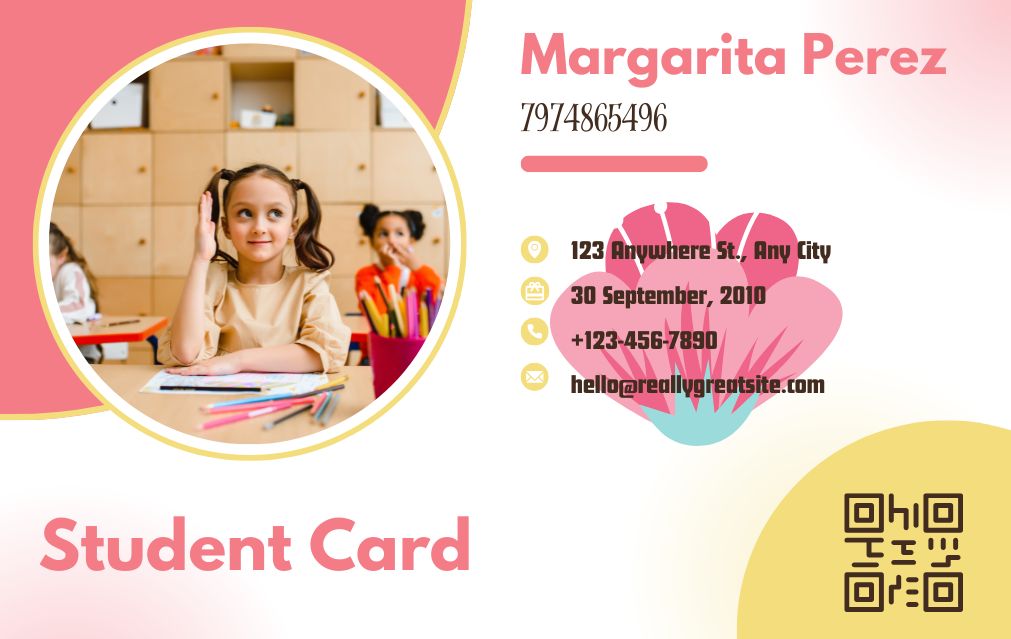 Margarita Perez
7974865496
123 Anywhere St., Any City
30 September, 2010
+123-456-7890
hello@reallygreatsite.com
Student Card